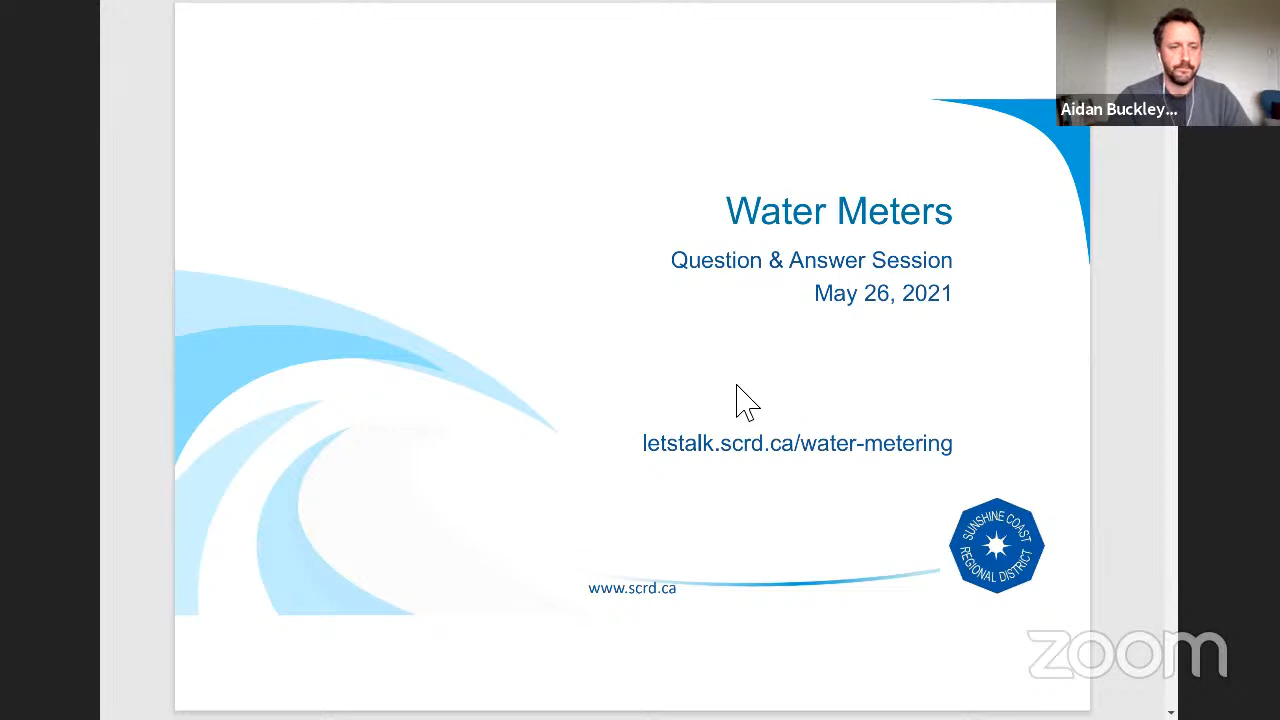 Aidan Buckley...
Water Meters
Question & Answer Session
May 26, 2021
letstalk.scrd.ca/water-metering
SUNSHINE COAST
REGIONAL DISTRICT
www.scrd.ca
zoom